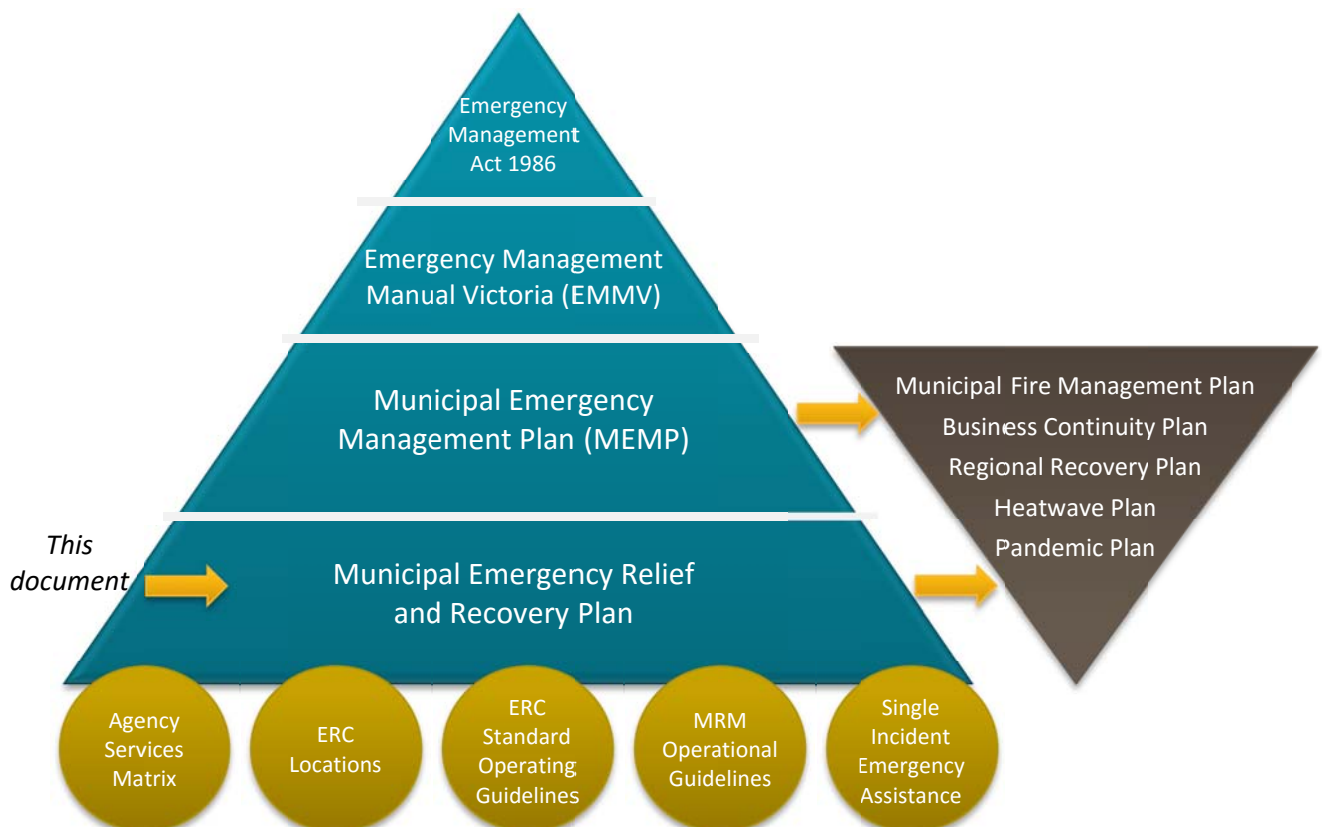 Emergency
Management
Act 1986
Emergency Management
Manual Victoria (EMMV)
Municipal Emergency
Management Plan (MEMP)
Municipal Fire Management Plan
Business Continuity Plan
Regional Recovery Plan
Heatwave Plan
Pandemic Plan
This
document
Municipal Emergency Relief
and Recovery Plan
Agency
Services
Matrix
ERC
Locations
ERC
Standard
Operating
Guidelines
MRM
Operational
Guidelines
Single
Incident
Emergency
Assistance